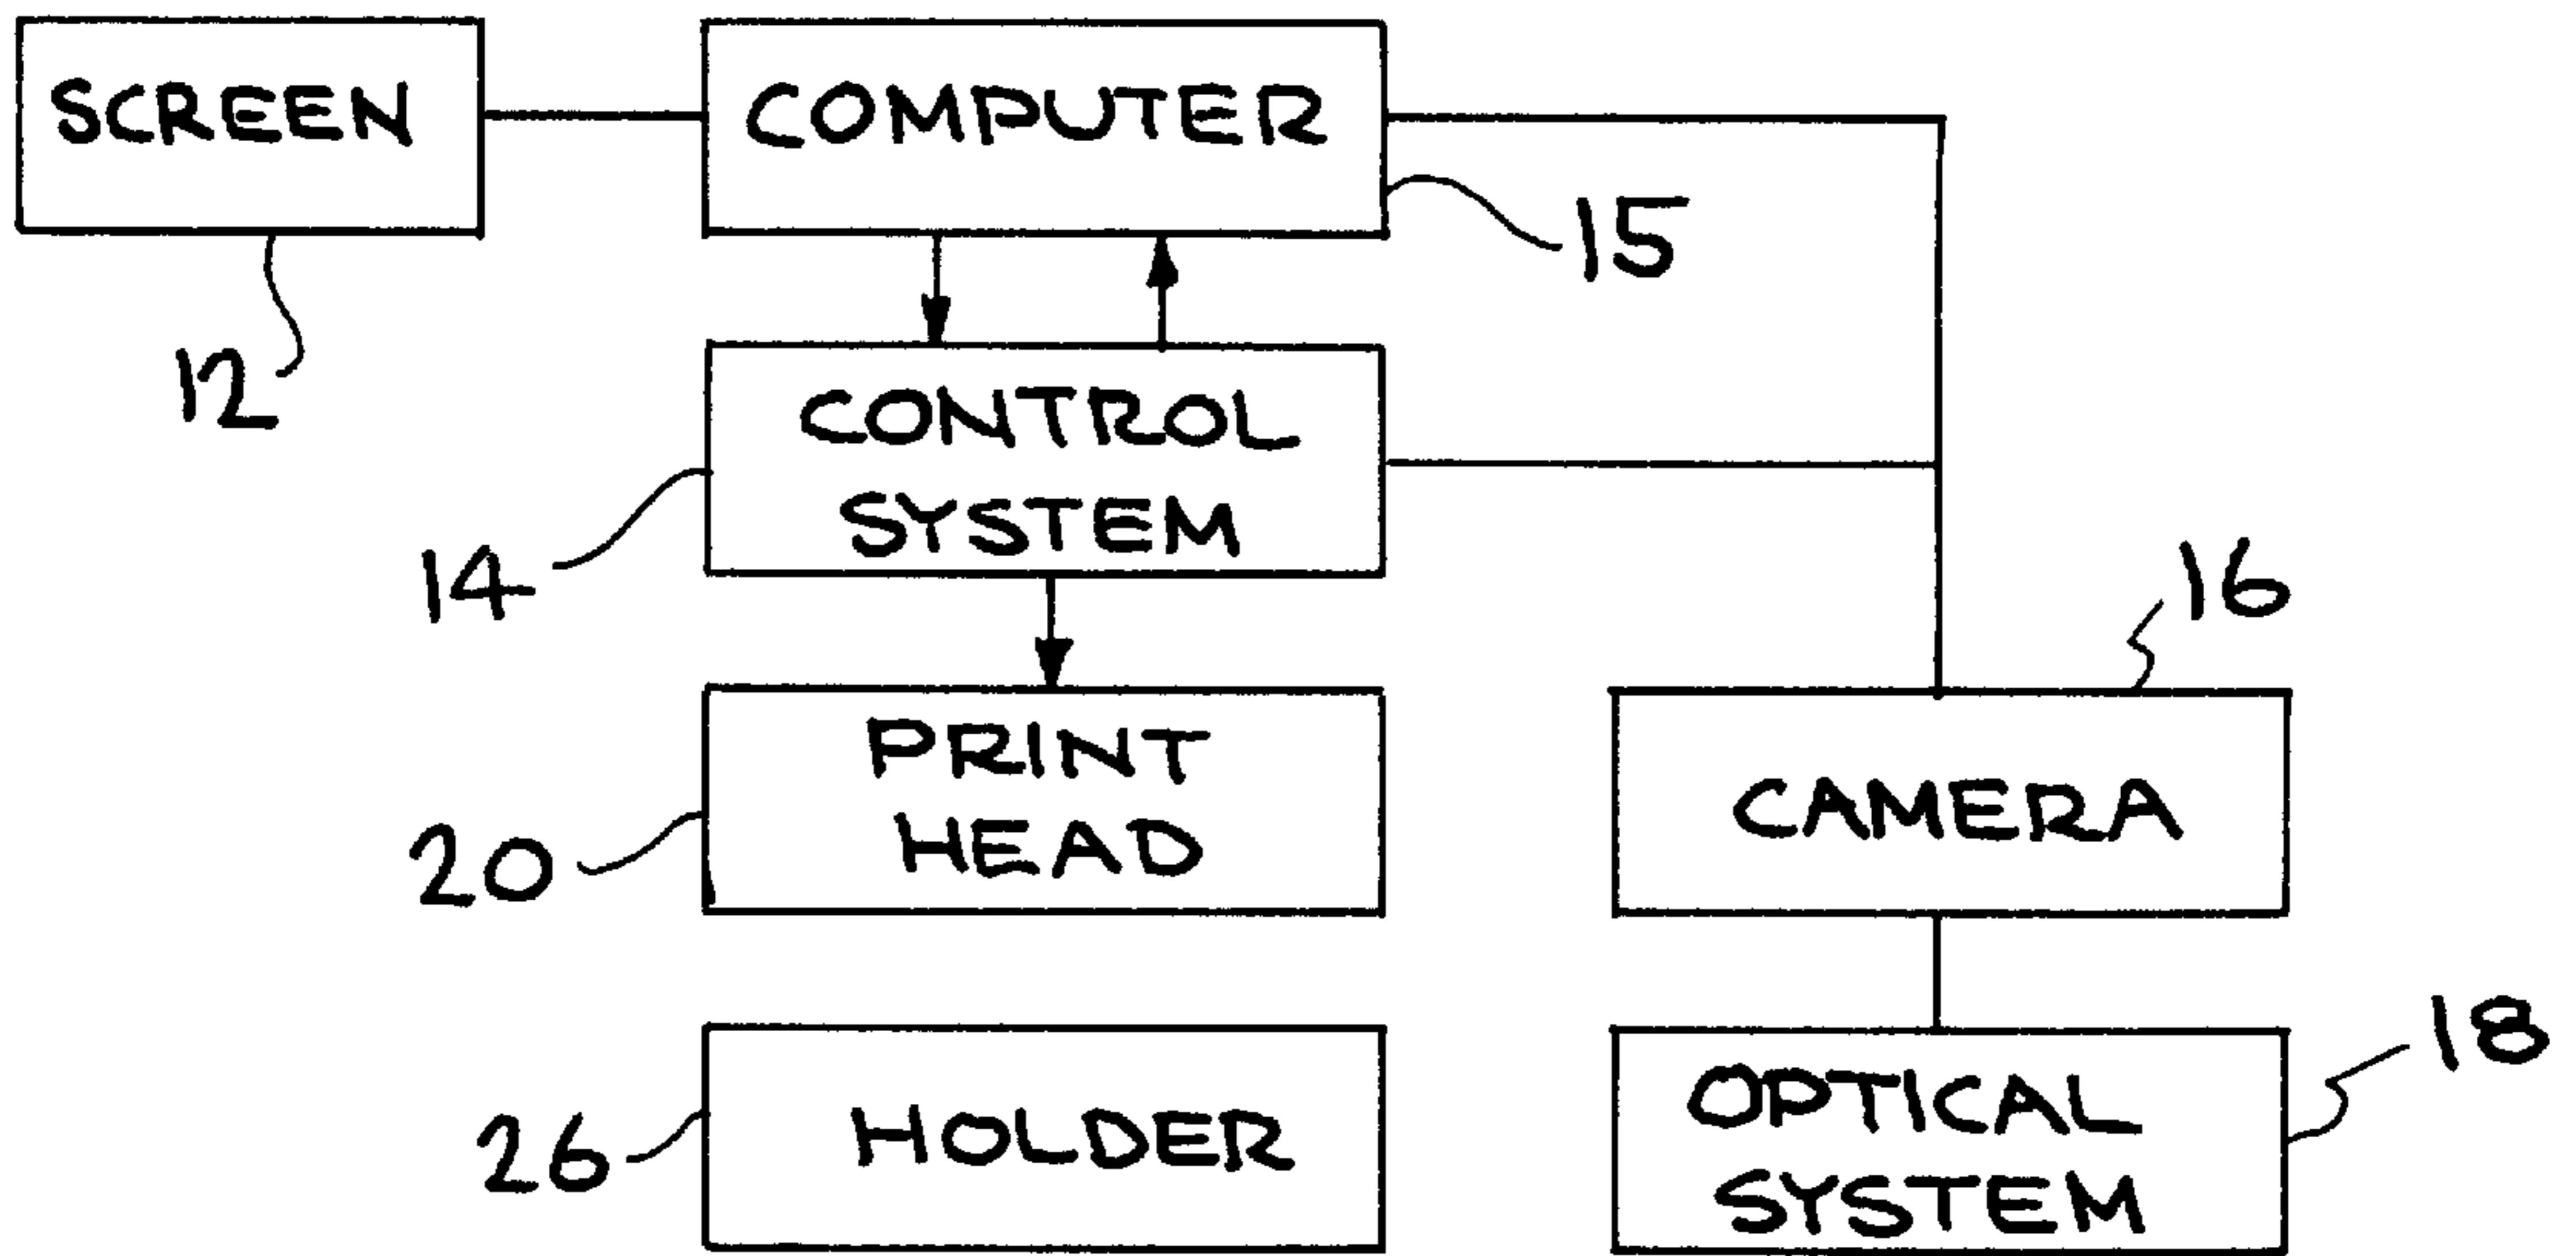 SCREEN
COMPUTER
15
12
CONTROL
SYSTEM
14
16
PRINT
HEAD
20
CAMERA
18
HOLDER
26
OPTICAL
SYSTEM